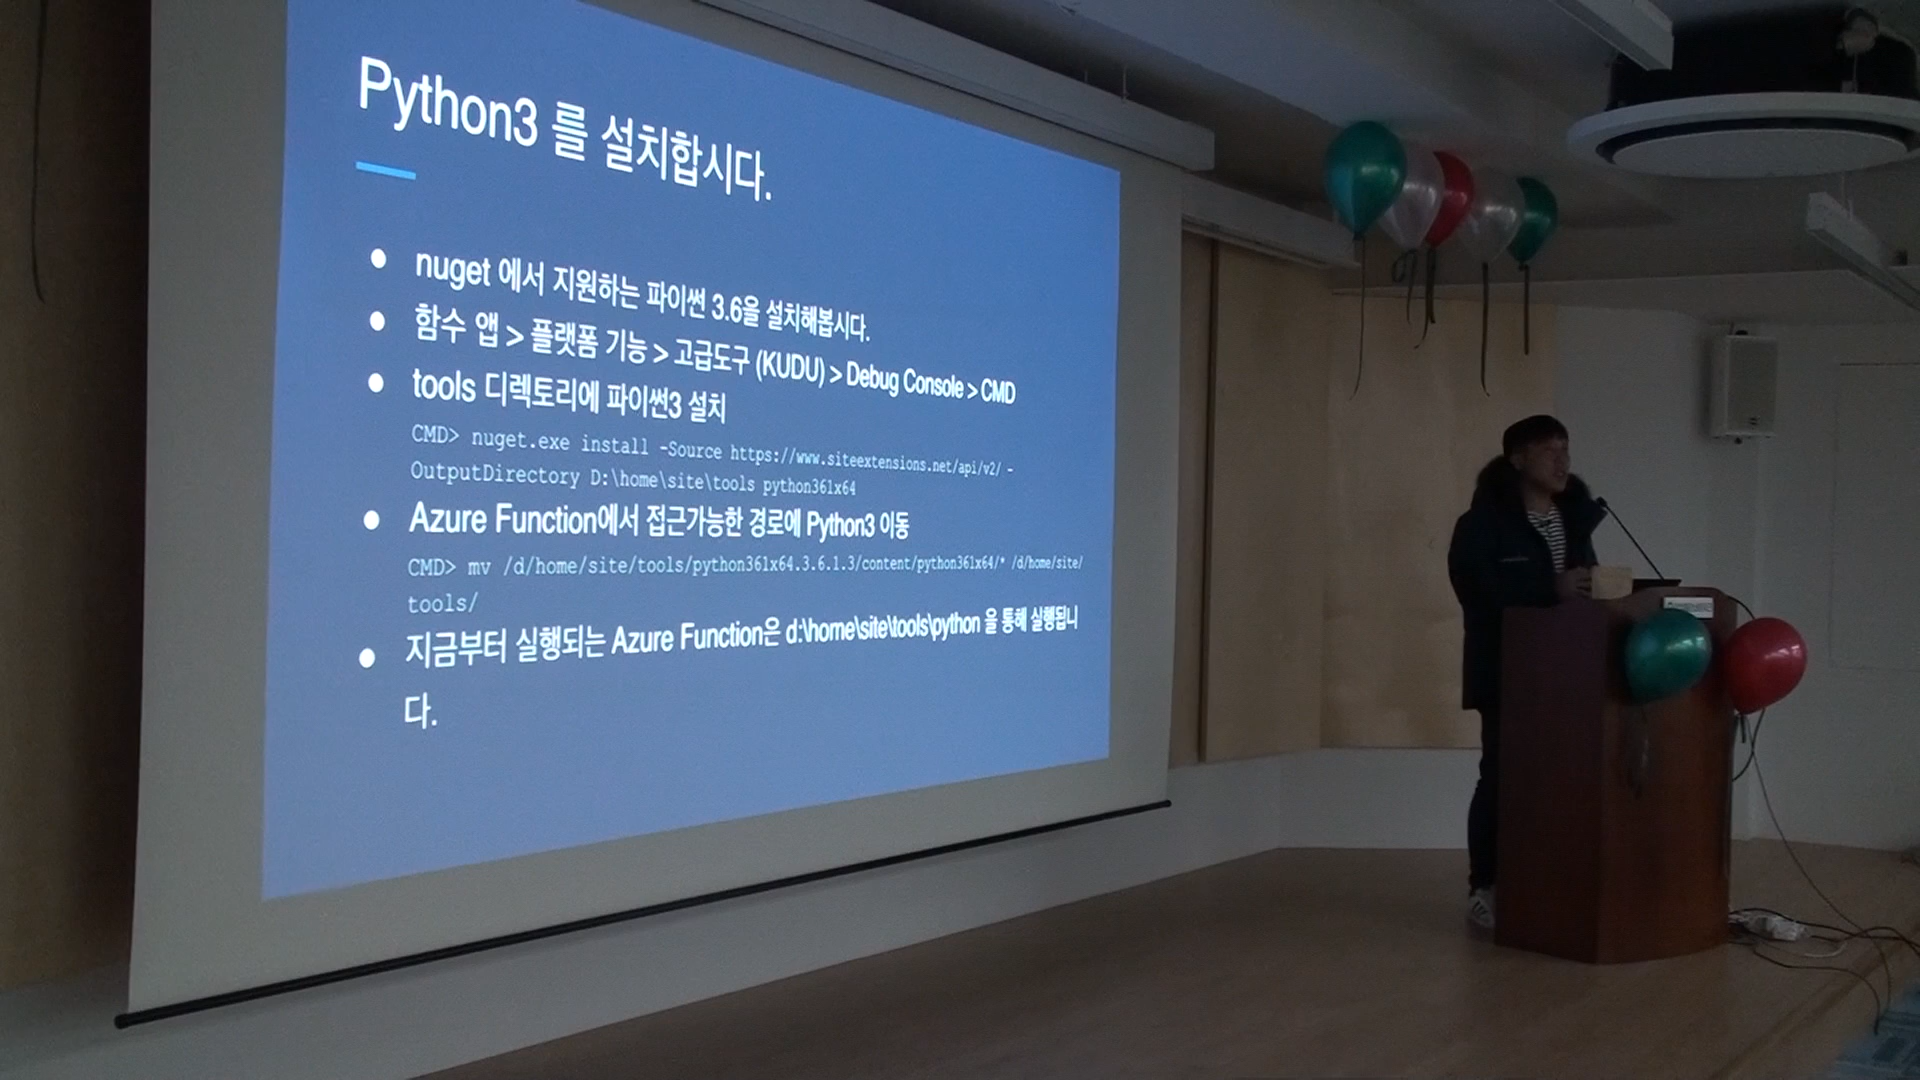 Python3 를 설치합시다.
● nuget 에서 지원하는 파이썬 3.6을 설치해봅시다.
● 함수 앱 > 플랫폼 기능 > 고급도구 (KUDU) > Debug Console > CMD
● tools 디렉토리에 파이썬3 설치
CMD> nuget.exe install -Source https://www.siteextensions.net/api/v2/ -
OutputDirectory D:\home\site\tools python361x64
● Azure Function에서 접근가능한 경로에 Python3 이동
CMD> mv /d/home/site/tools/python361x64.3.6.1.3/content/python361x64/* /d/home/site/
tools/
● 지금부터 실행되는 Azure Function은 d:\home\site\tools\python 을 통해 실행됩니
다.